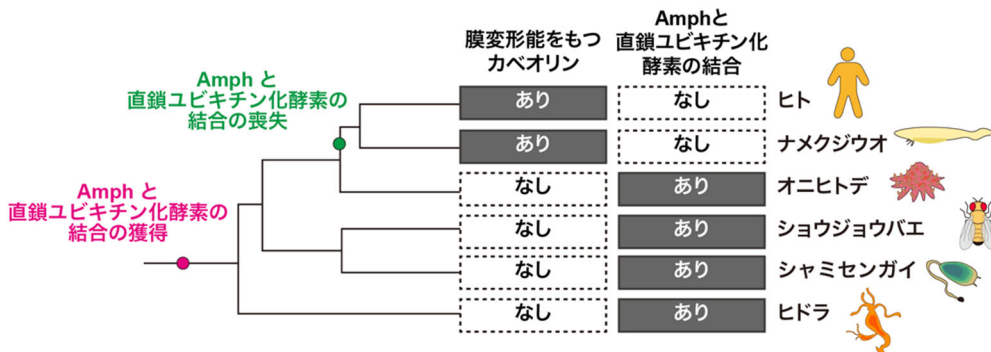 膜変形能をもつ
カベオリン
Amphと
直鎖ユビキチン化
酵素の結合
Amph と
直鎖ユビキチン化酵素の
結合の喪失
Amph と
直鎖ユビキチン化酵素の
結合の獲得
あり なし ヒト
あり なし ナメクジウオ
なし あり オニヒトデ
なし あり ショウジョウバエ
なし あり シャミセンガイ
なし あり ヒドラ